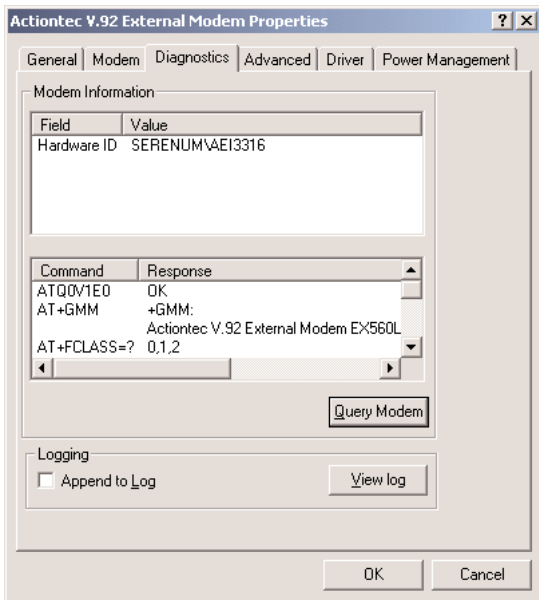 Actiontec V.92 External Modem Properties
General Modem Diagnostics Advanced Driver Power Management
Modem Information
Field Value
Hardware ID SERENUM\AEI3316
Command Response
ATQ0V1E0 OK
AT+GMM +GMM:
Actiontec V.92 External Modem EX560L
AT+FCLASS=? 0,1,2
Query Modem
Logging
Append to Log
View log
OK Cancel